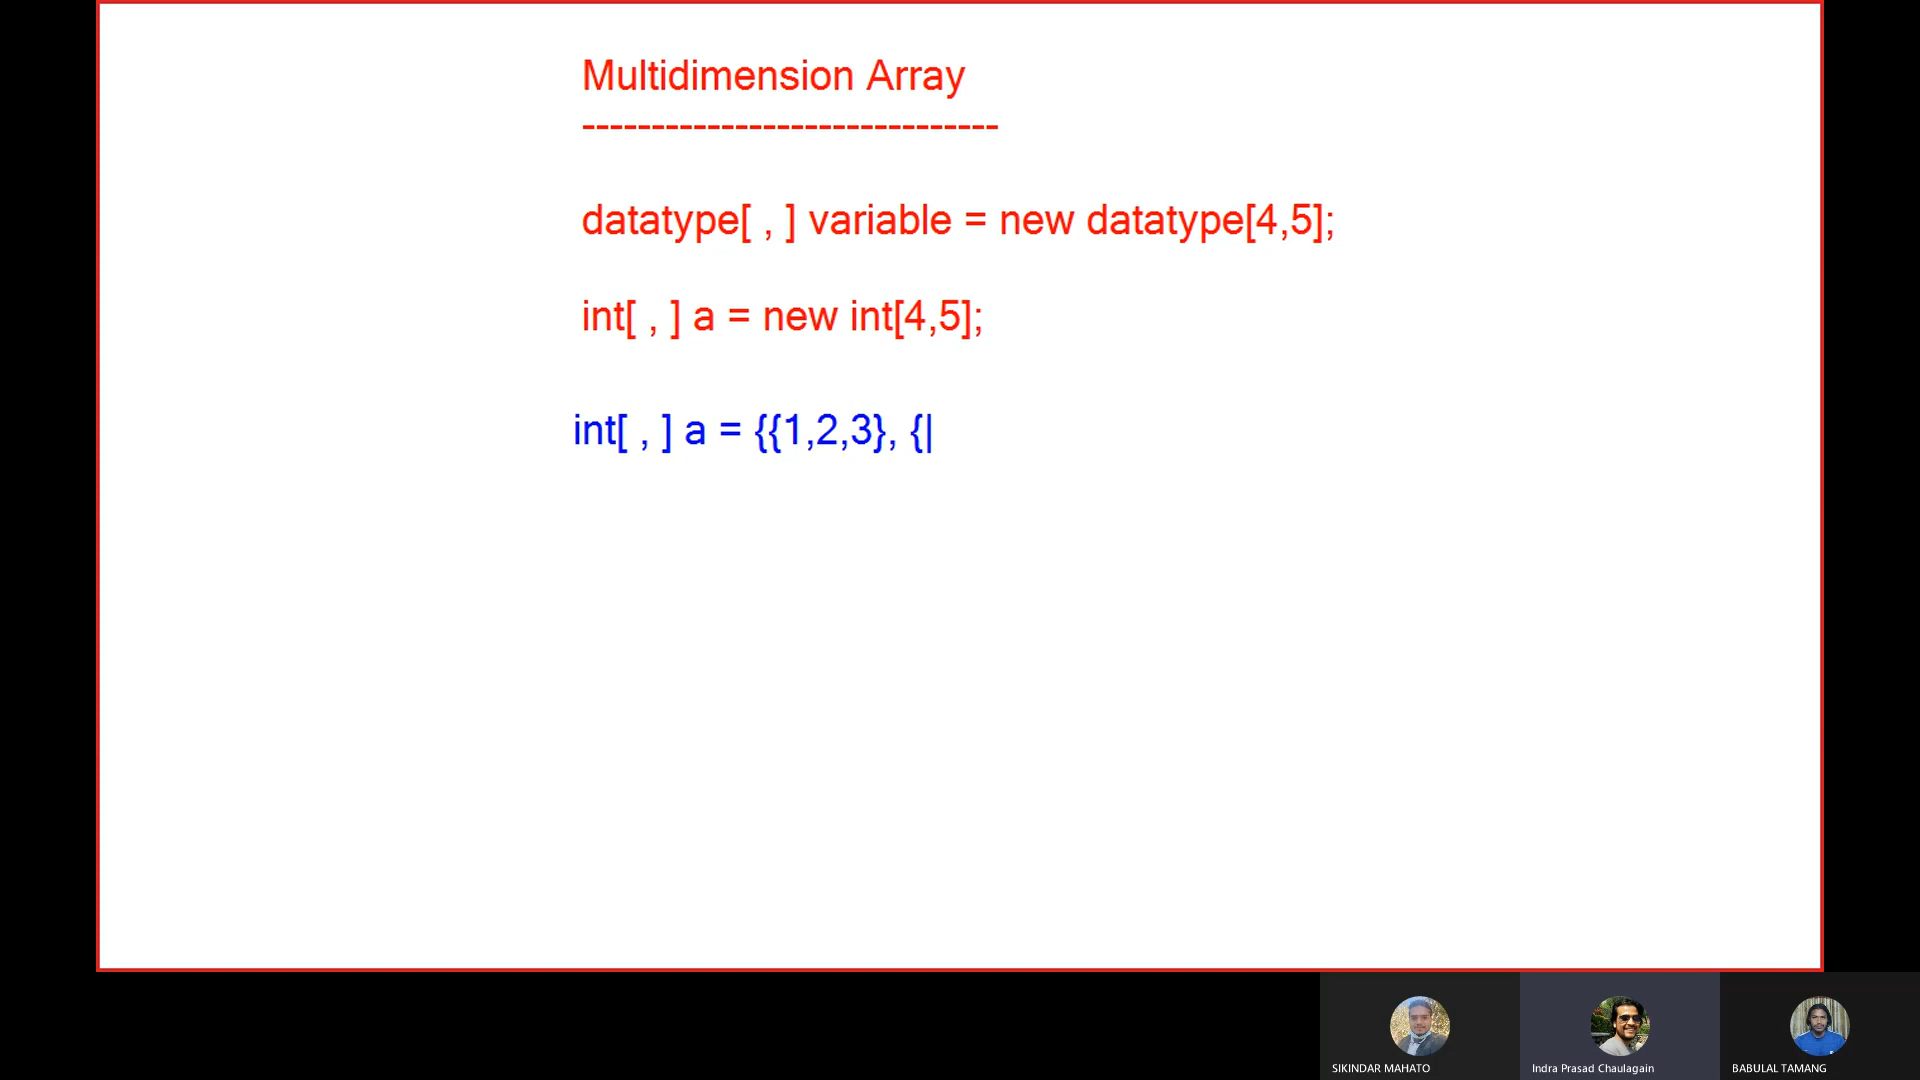 Multidimension Array
------------------------------
datatype[ , ] variable = new datatype[4,5];
int[ , ] a = new int[4,5];
int[ , ] a = {{1,2,3}, {
SIKINDAR MAHATO
Indra Prasad Chaulagain
BABULAL TAMANG